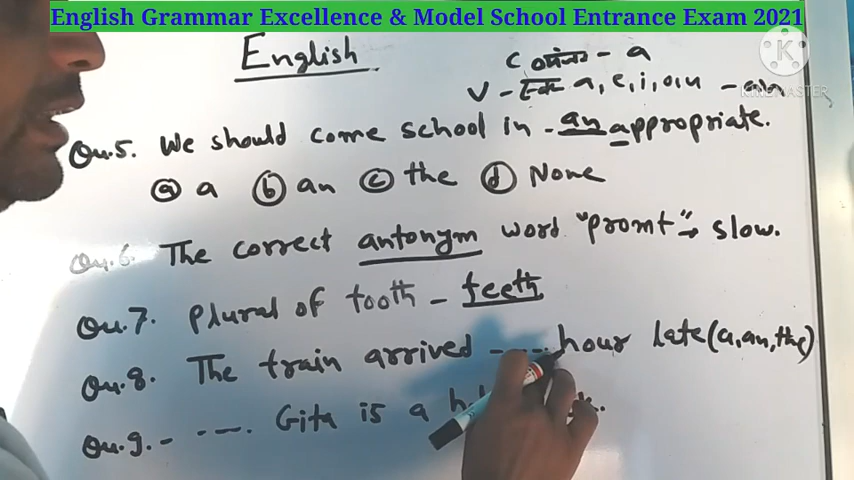 English Grammar Excellence & Model School Entrance Exam 2021
English
C - a
V - a, e, i, o, u -
KINEMASTER
Qu.5. We should come school in - an appropriate.
ⓐ a ⓑ an ⓒ the ⓓ None
Qu.6. The correct antonym word "promt" → slow.
Qu.7. Plural of tooth - teeth
Qu.8. The train arrived ---- hour late (a, an, the)
Qu.9. - ---. Gita is a